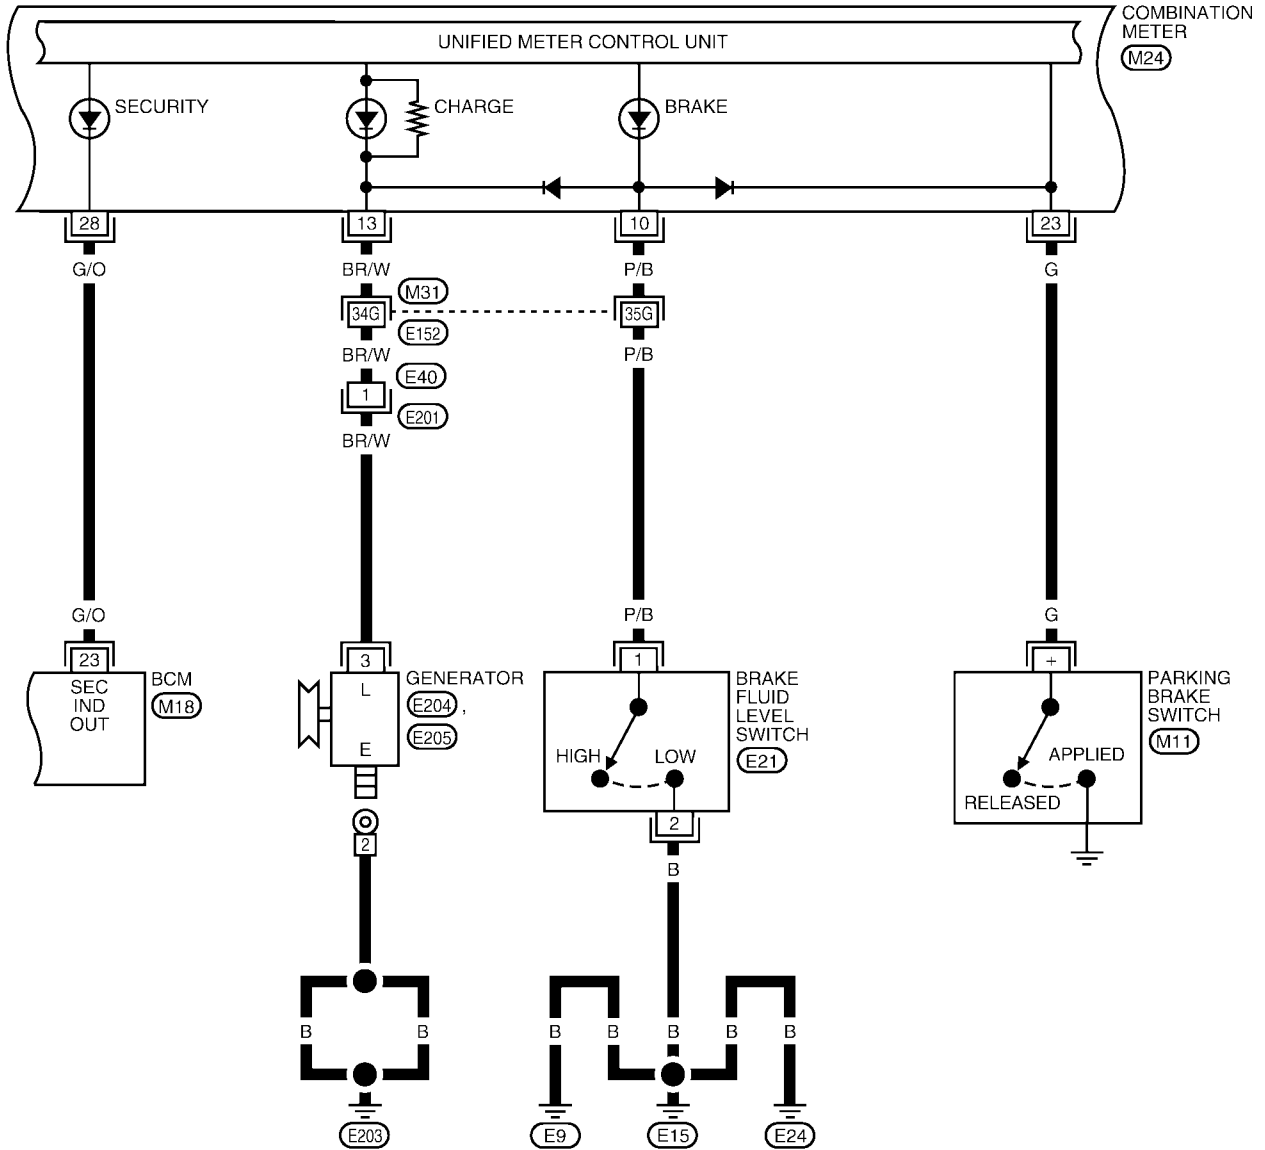 COMBINATION
METER
M24
UNIFIED METER CONTROL UNIT
SECURITY
CHARGE
BRAKE
28
13
10
23
G/O
BR/W
P/B
G
M31
34G
35G
E152
BR/W
P/B
E40
1
E201
BR/W
G/O
P/B
G
23
3
1
+
SEC
IND
OUT
BCM
M18
L
E
GENERATOR
E204 ,
E205
BRAKE
FLUID
LEVEL
SWITCH
E21
HIGH
LOW
PARKING
BRAKE
SWITCH
M11
APPLIED
RELEASED
2
2
B
B
B
B
B
B
B
B
E203
E9
E15
E24